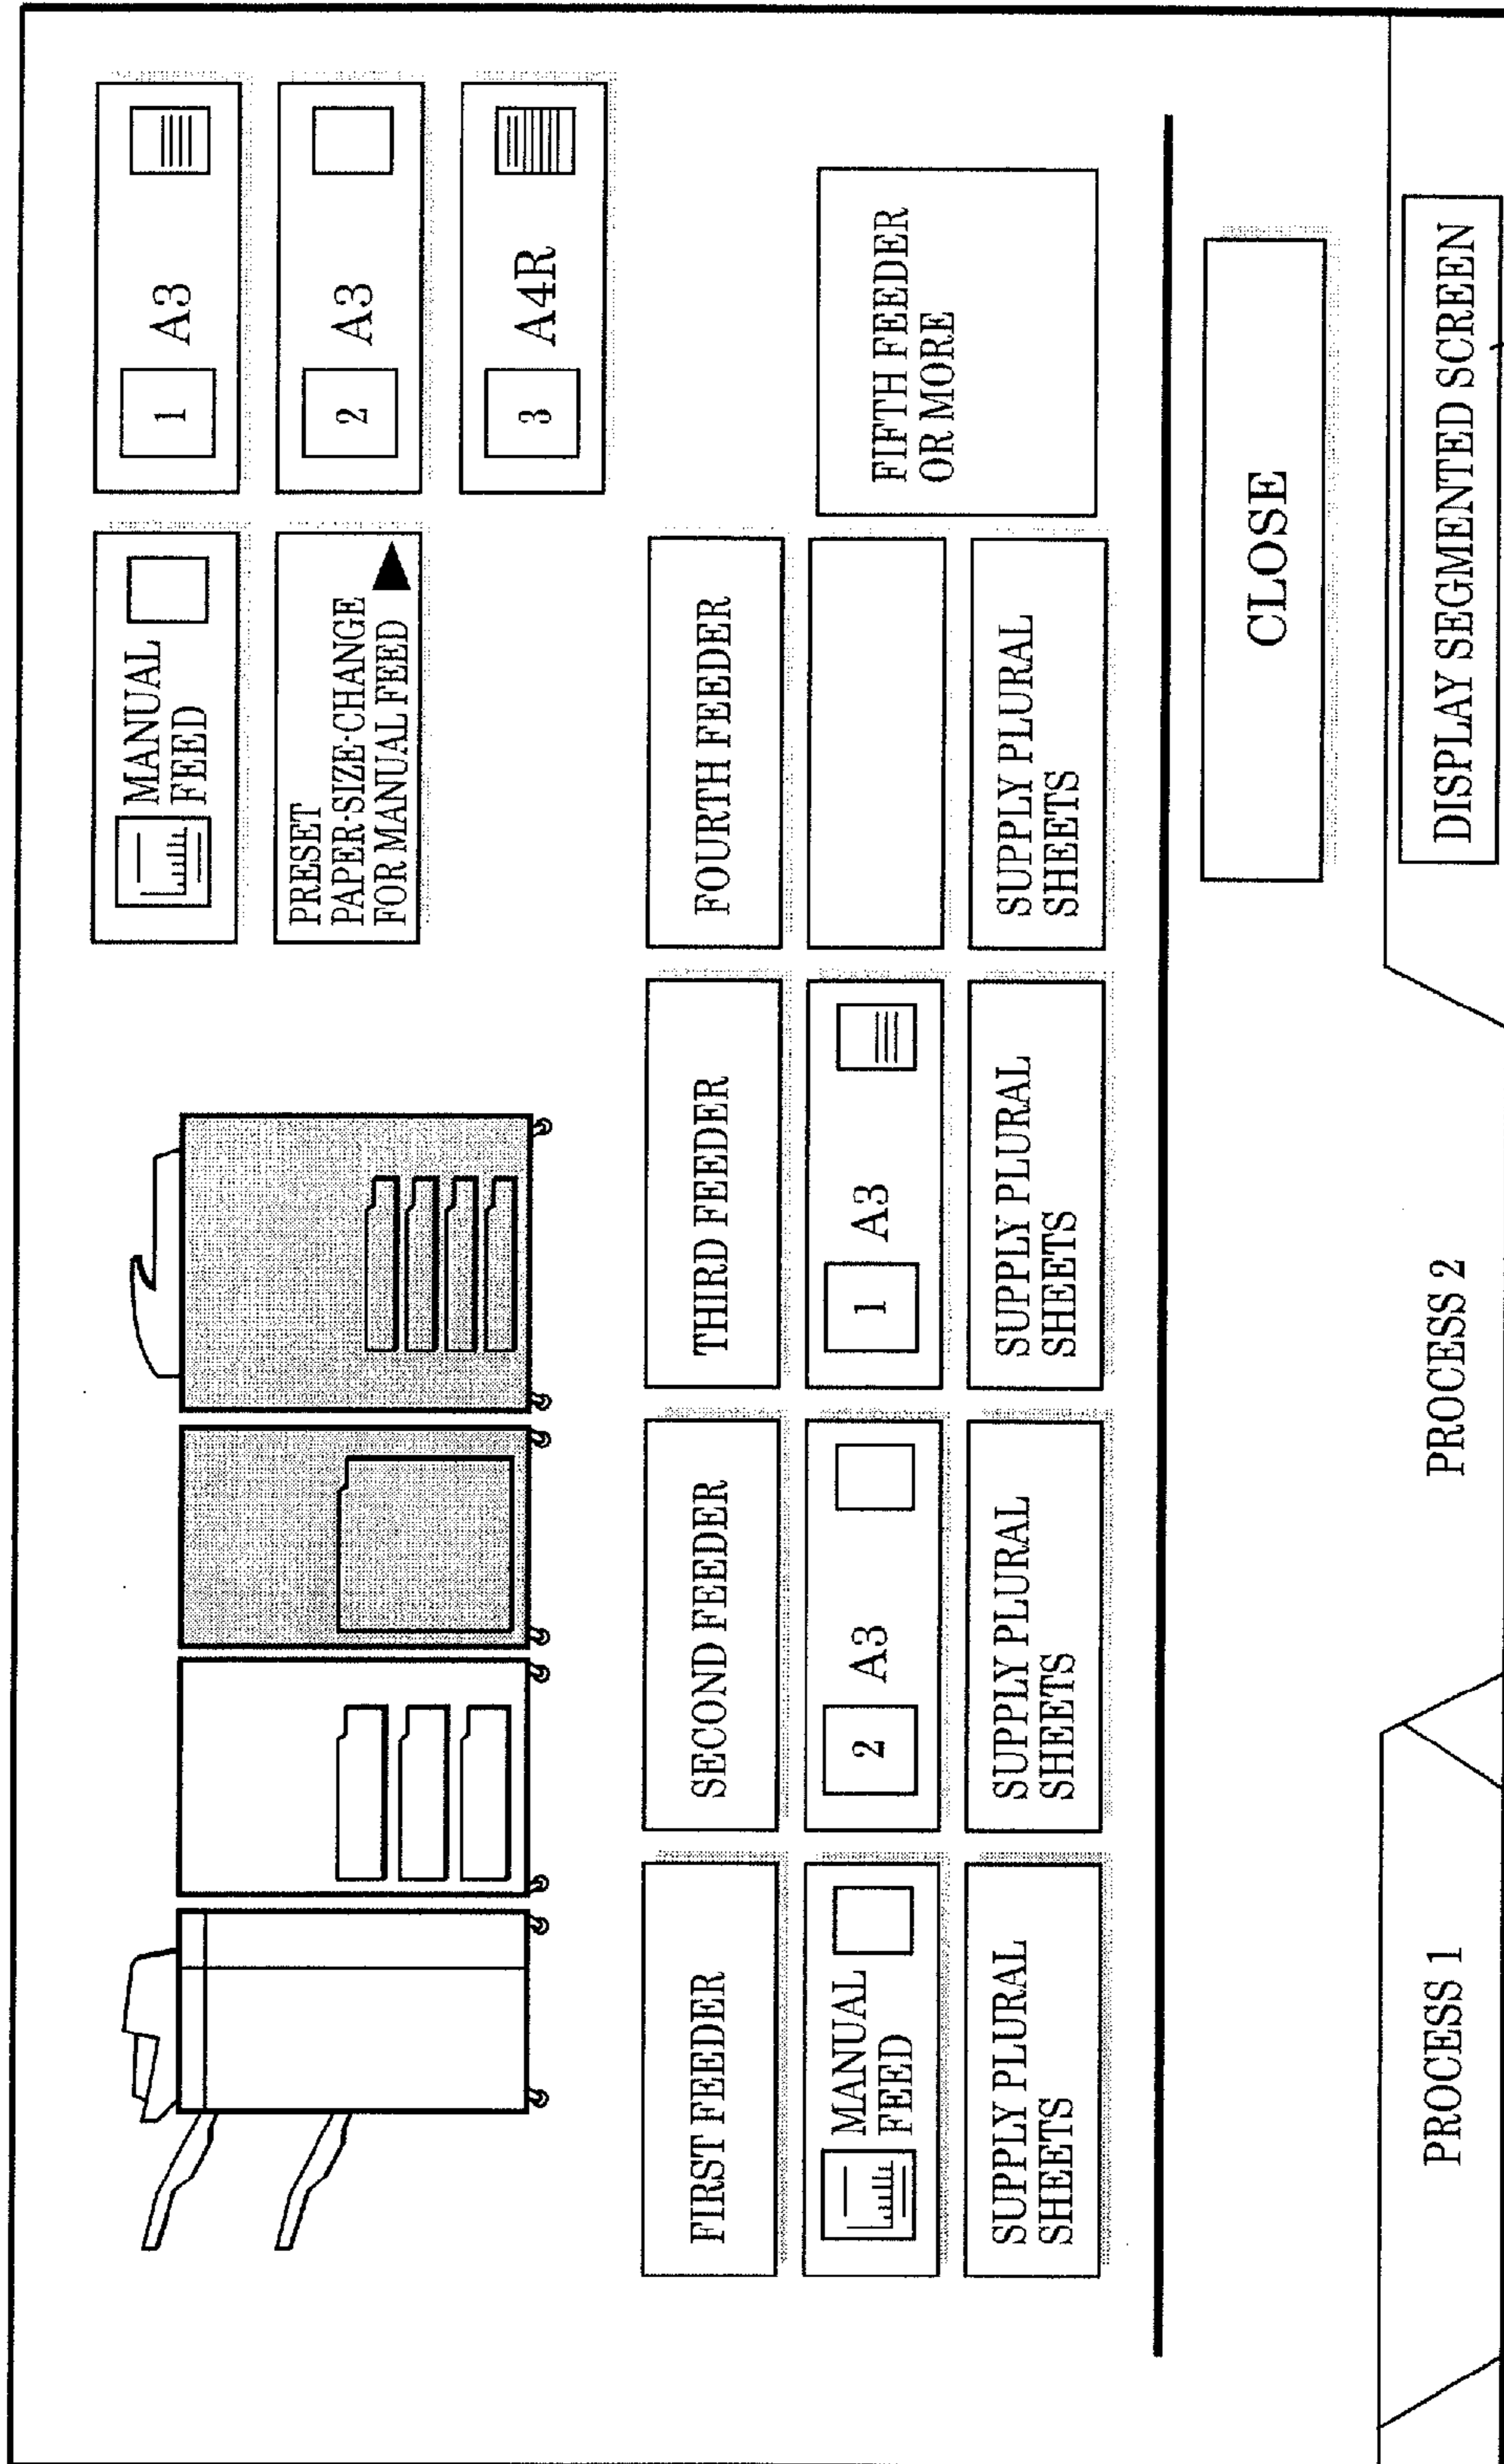 MANUAL
FEED
1 A3
PRESET
PAPER-SIZE-CHANGE
FOR MANUAL FEED
2 A3
3 A4R
FIRST FEEDER
SECOND FEEDER
THIRD FEEDER
FOURTH FEEDER
MANUAL
FEED
2 A3
1 A3
FIFTH FEEDER
OR MORE
SUPPLY PLURAL
SHEETS
SUPPLY PLURAL
SHEETS
SUPPLY PLURAL
SHEETS
SUPPLY PLURAL
SHEETS
CLOSE
PROCESS 1
PROCESS 2
DISPLAY SEGMENTED SCREEN